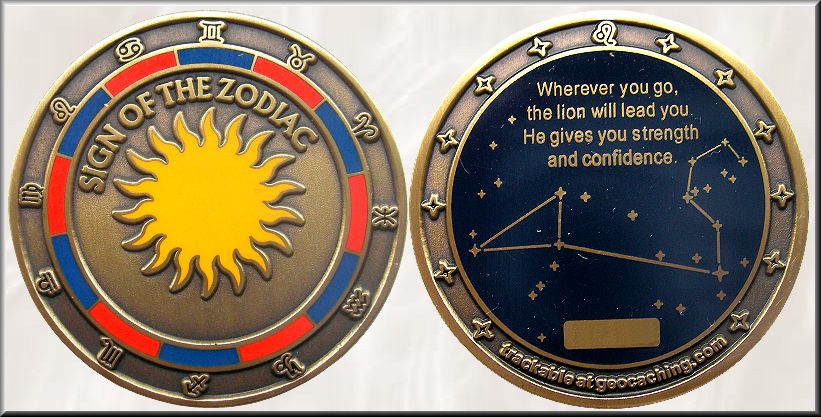 SIGN OF THE ZODIAC
Wherever you go,
the lion will lead you.
He gives you strength
and confidence.
trackable at geocaching.com